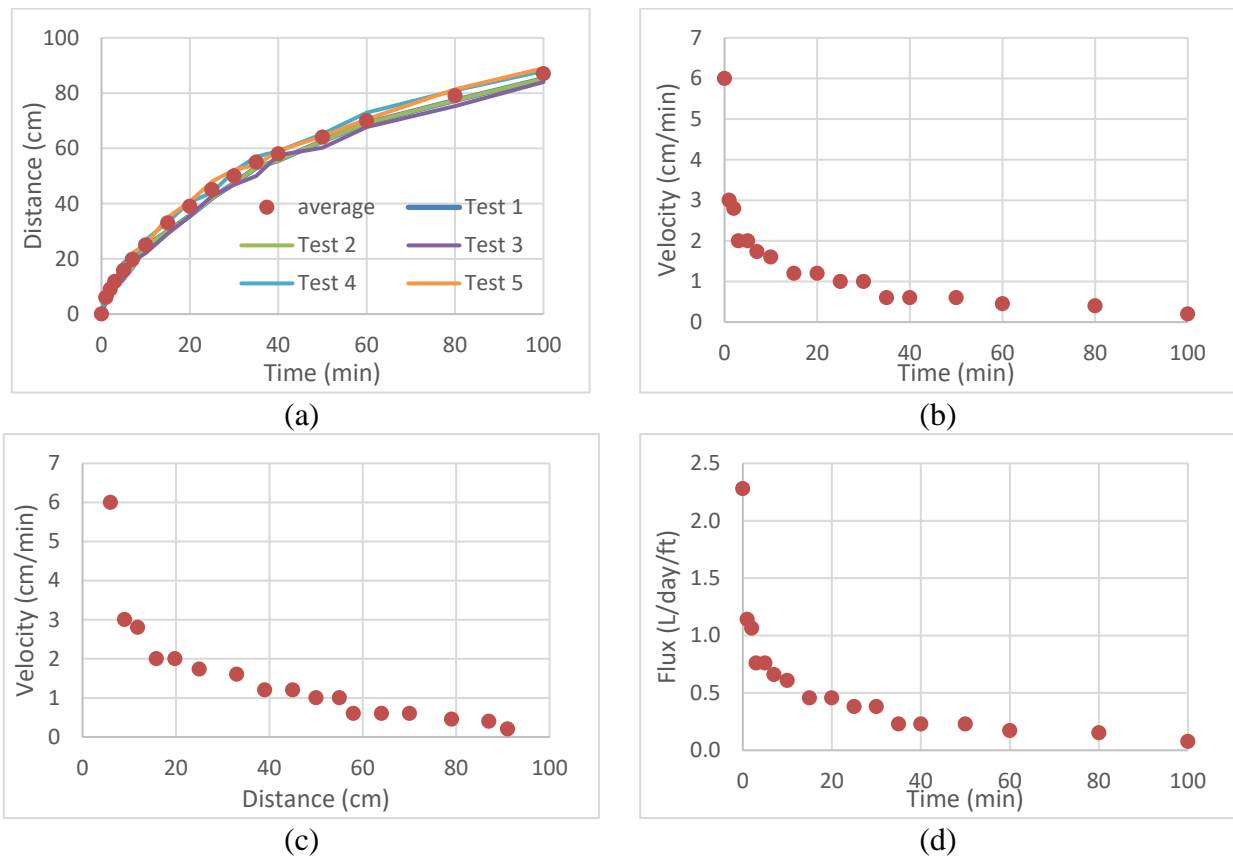 100
80
60
40
20
0
Distance (cm)
average
Test 1
Test 2
Test 3
Test 4
Test 5
0 20 40 60 80 100
Time (min)
(a)
7
6
5
4
3
2
1
0
Velocity (cm/min)
0 20 40 60 80 100
Time (min)
(b)
7
6
5
4
3
2
1
0
Velocity (cm/min)
0 20 40 60 80 100
Distance (cm)
(c)
2.5
2.0
1.5
1.0
0.5
0.0
Flux (L/day/ft)
0 20 40 60 80 100
Time (min)
(d)